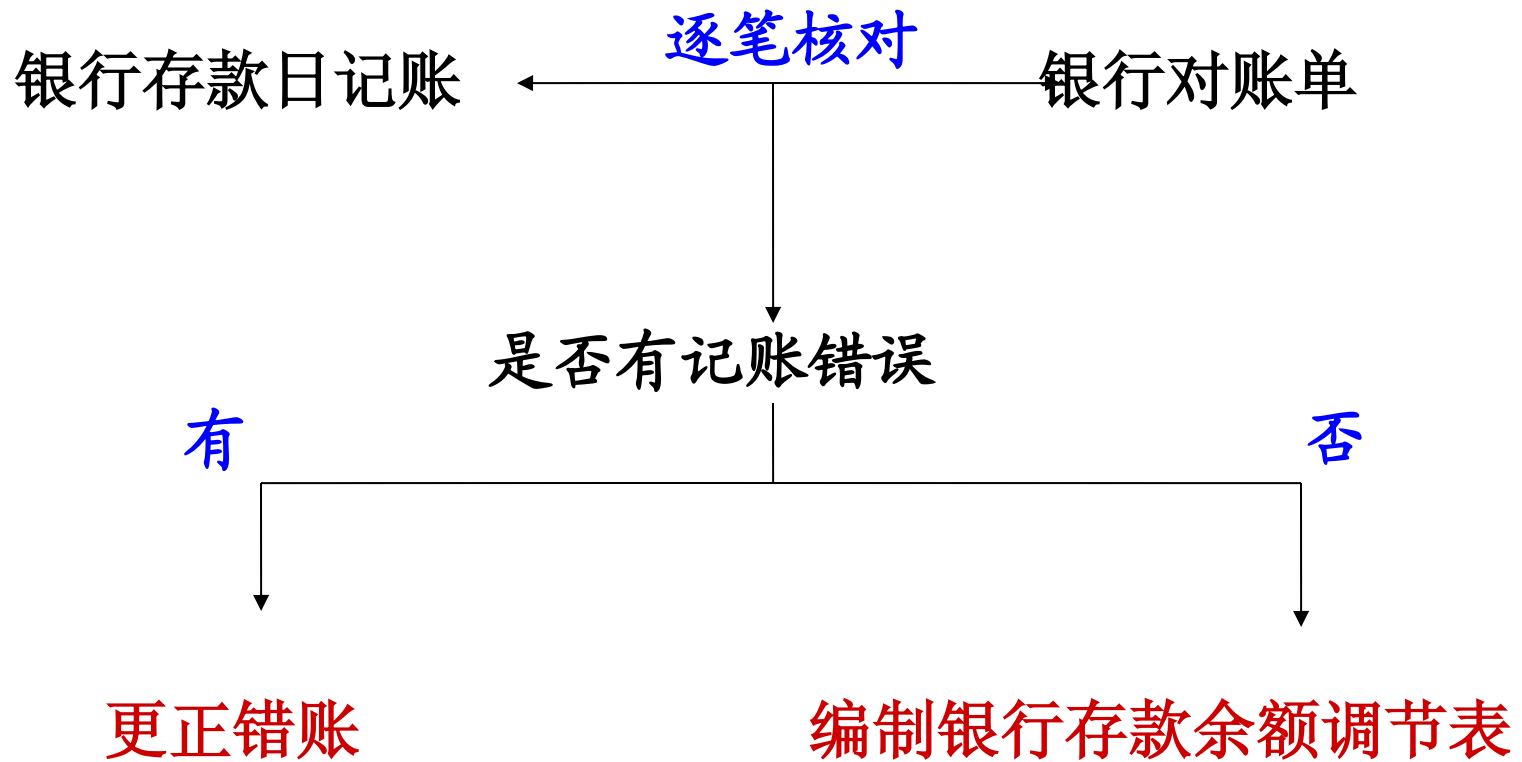 逐笔核对
银行存款日记账
银行对账单
是否有记账错误
有
否
更正错账
编制银行存款余额调节表